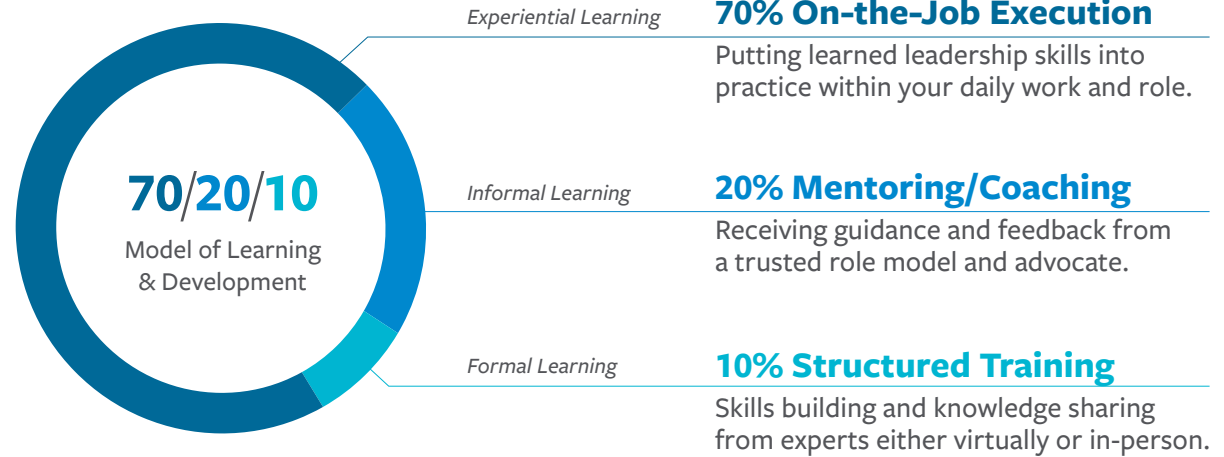 70/20/10
Model of Learning
& Development
Experiential Learning
70% On-the-Job Execution
Putting learned leadership skills into
practice within your daily work and role.
Informal Learning
20% Mentoring/Coaching
Receiving guidance and feedback from
a trusted role model and advocate.
Formal Learning
10% Structured Training
Skills building and knowledge sharing
from experts either virtually or in-person.